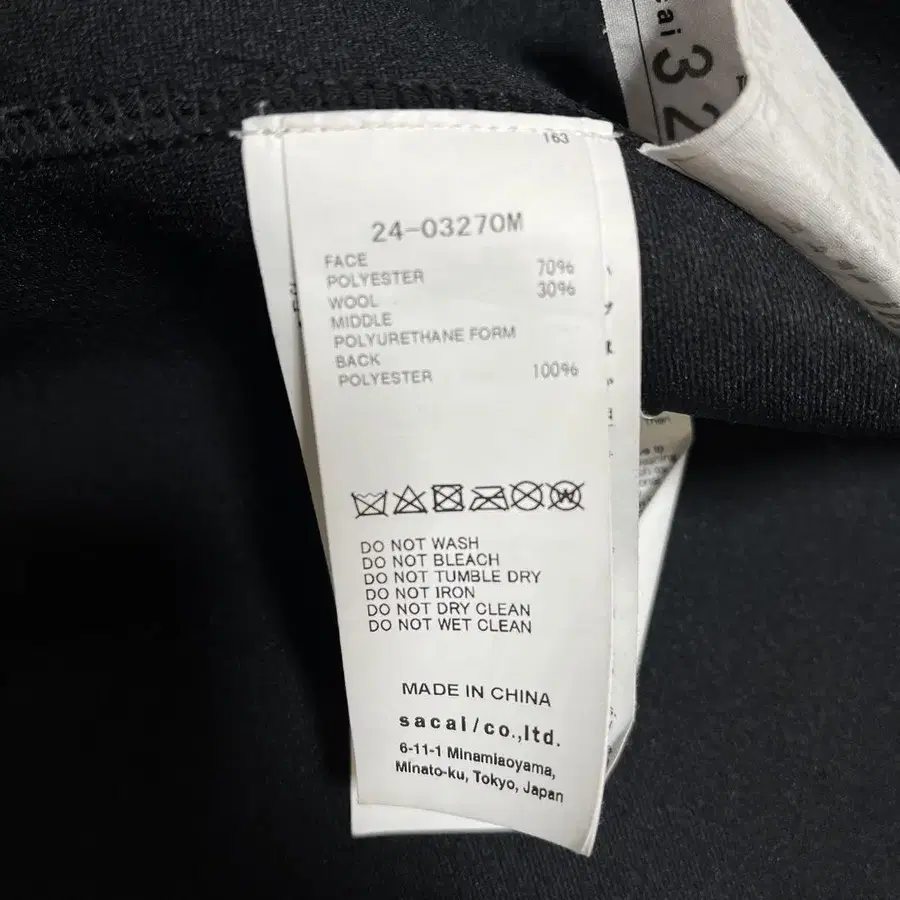 cai
32
163
24-03270M
FACE
POLYESTER 70%
WOOL 30%
MIDDLE
POLYURETHANE FORM
BACK
POLYESTER 100%
DO NOT WASH
DO NOT BLEACH
DO NOT TUMBLE DRY
DO NOT IRON
DO NOT DRY CLEAN
DO NOT WET CLEAN
MADE IN CHINA
sacai/co.,ltd.
6-11-1 Minamiaoyama,
Minato-ku, Tokyo, Japan